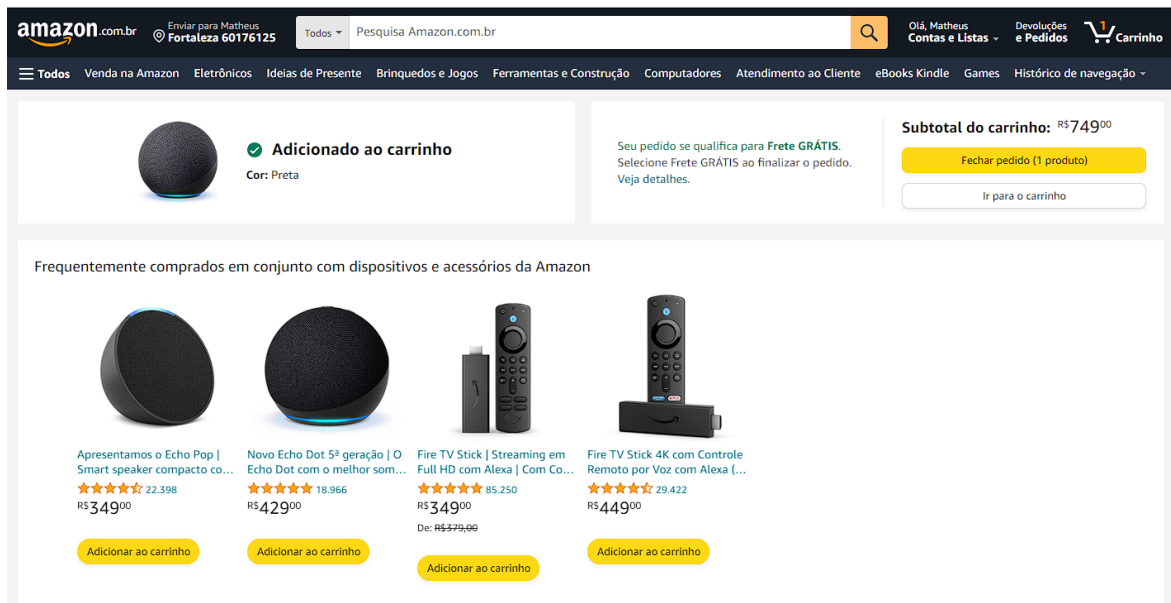 amazon.com.br
Enviar para Matheus
Fortaleza 60176125
Todos
Pesquisa Amazon.com.br
Olá, Matheus
Contas e Listas
Devoluções
e Pedidos
1
Carrinho
Todos
Venda na Amazon
Eletrônicos
Ideias de Presente
Brinquedos e Jogos
Ferramentas e Construção
Computadores
Atendimento ao Cliente
eBooks Kindle
Games
Histórico de navegação
Adicionado ao carrinho
Cor: Preta
Seu pedido se qualifica para Frete GRÁTIS.
Selecione Frete GRÁTIS ao finalizar o pedido.
Veja detalhes.
Subtotal do carrinho: R$74900
Fechar pedido (1 produto)
Ir para o carrinho
Frequentemente comprados em conjunto com dispositivos e acessórios da Amazon
Apresentamos o Echo Pop |
Smart speaker compacto co...
22.398
R$34900
Adicionar ao carrinho
Novo Echo Dot 5ª geração | O
Echo Dot com o melhor som...
18.966
R$42900
Adicionar ao carrinho
Fire TV Stick | Streaming em
Full HD com Alexa | Com Co...
85.250
R$34900
De: R$379,00
Adicionar ao carrinho
Fire TV Stick 4K com Controle
Remoto por Voz com Alexa (...
29.422
R$44900
Adicionar ao carrinho